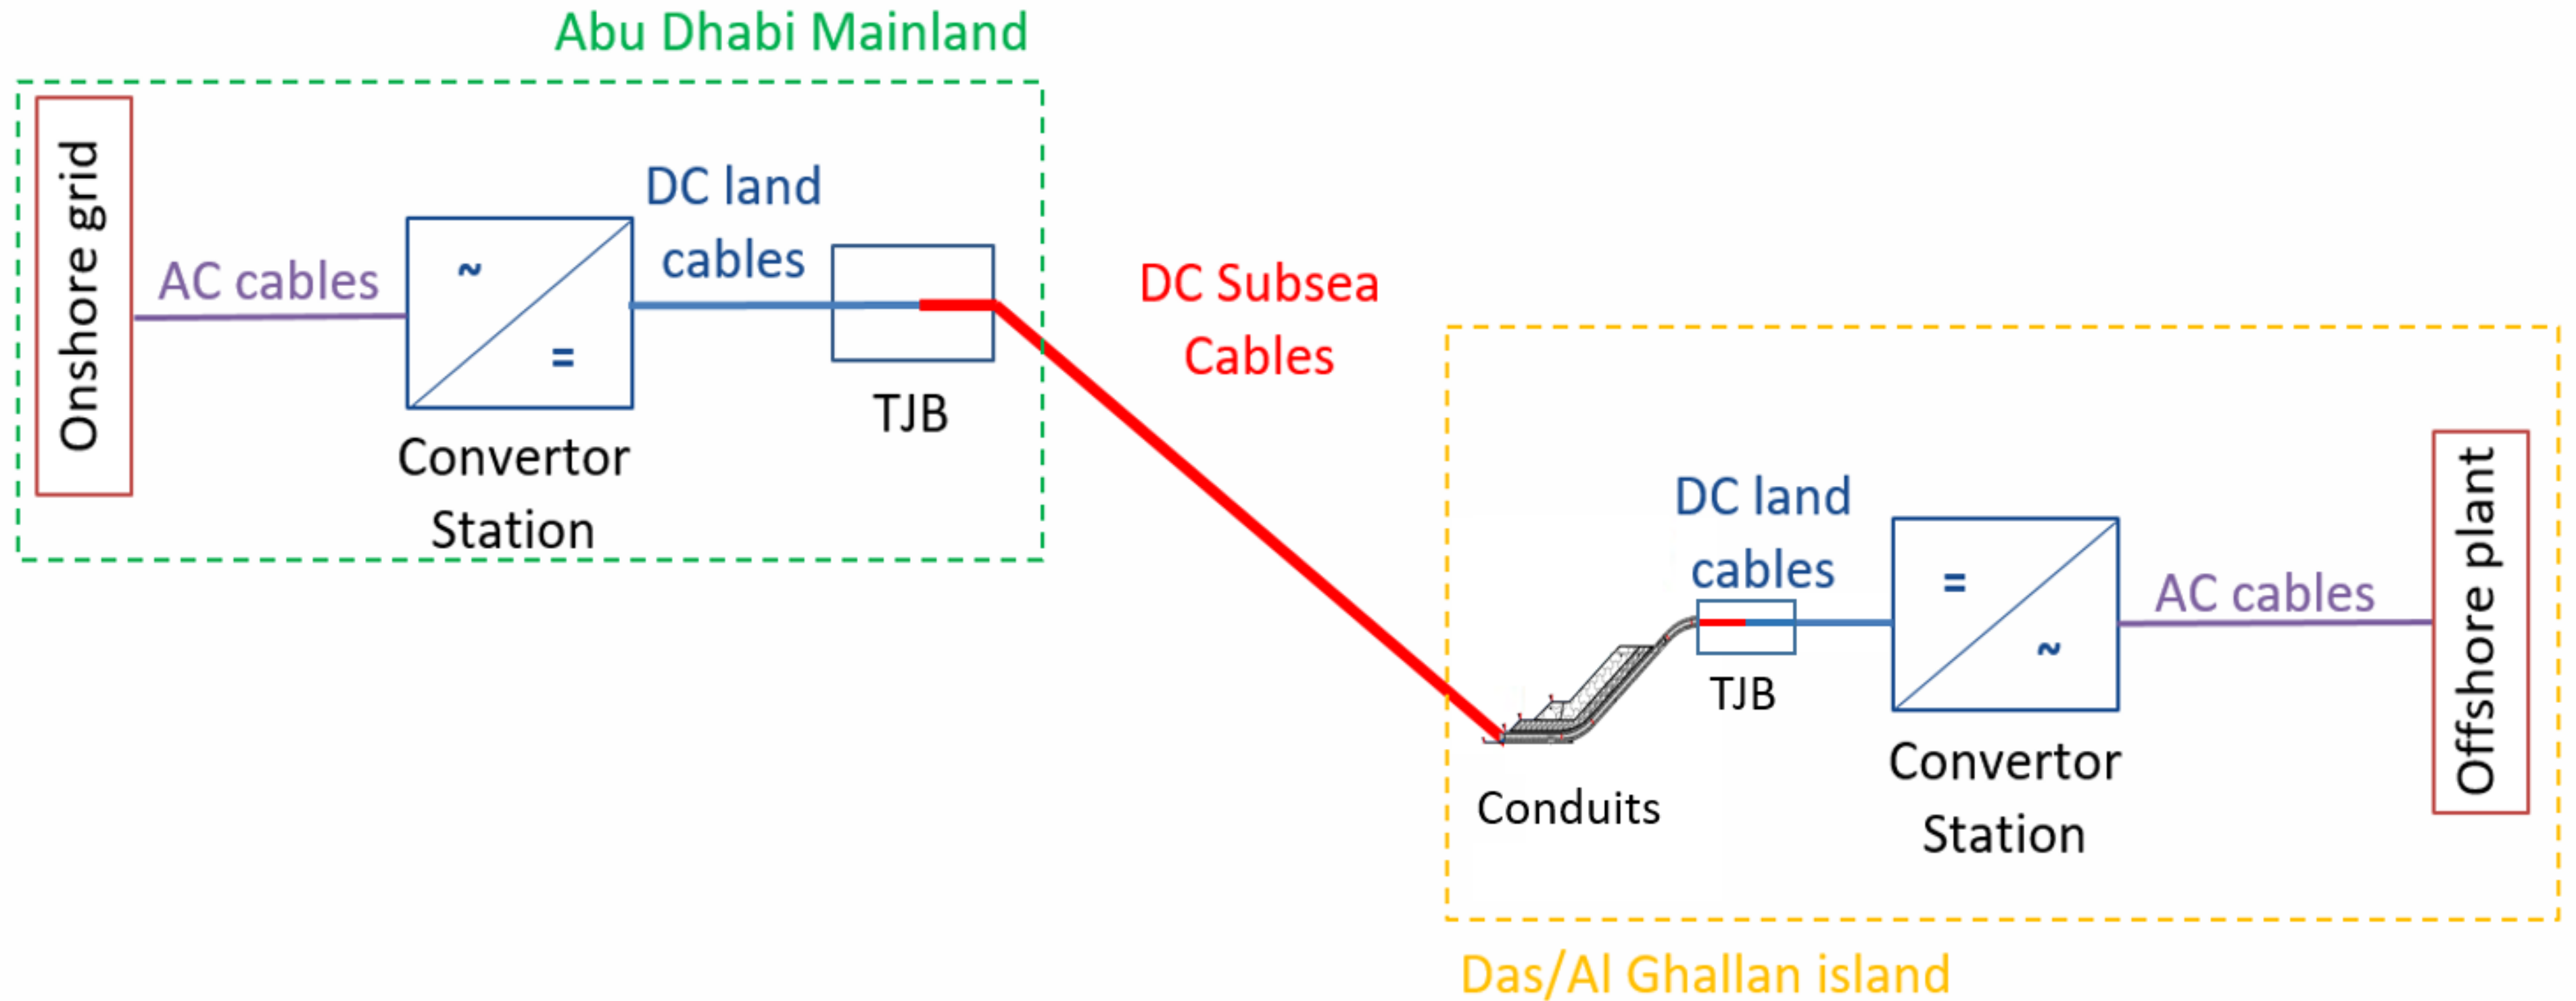 Abu Dhabi Mainland
Onshore grid
AC cables
~
=
Convertor
Station
DC land
cables
TJB
DC Subsea
Cables
Conduits
DC land
cables
TJB
=
~
Convertor
Station
AC cables
Offshore plant
Das/Al Ghallan island